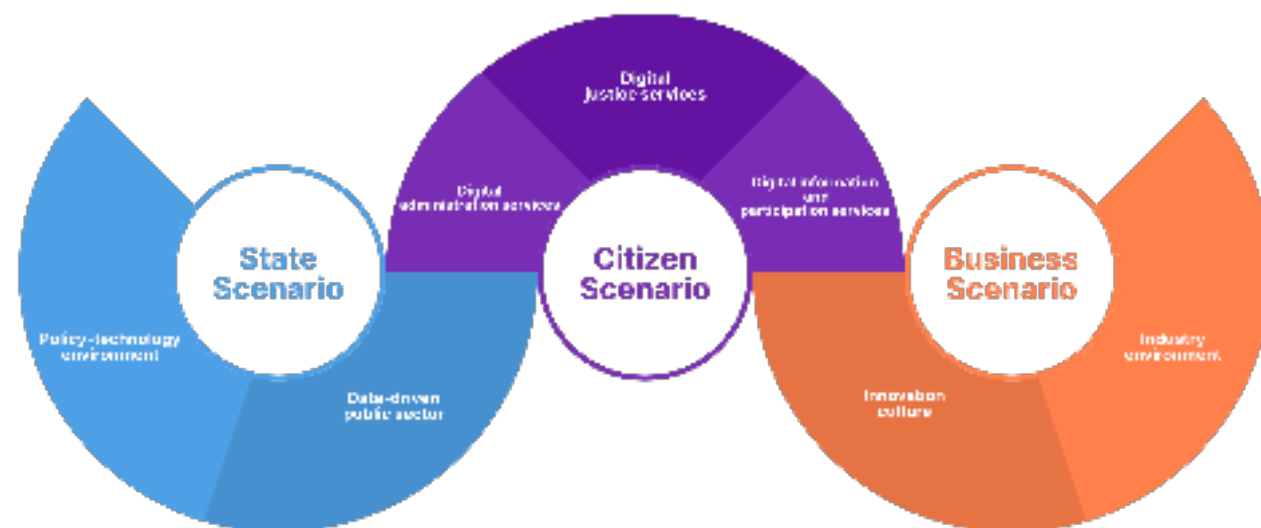 Digital
justice services
Digital
administration services
Digital information
and
participation services
State
Scenario
Citizen
Scenario
Business
Scenario
Policy-technology
environment
Data-driven
public sector
Innovation
culture
Industry
environment